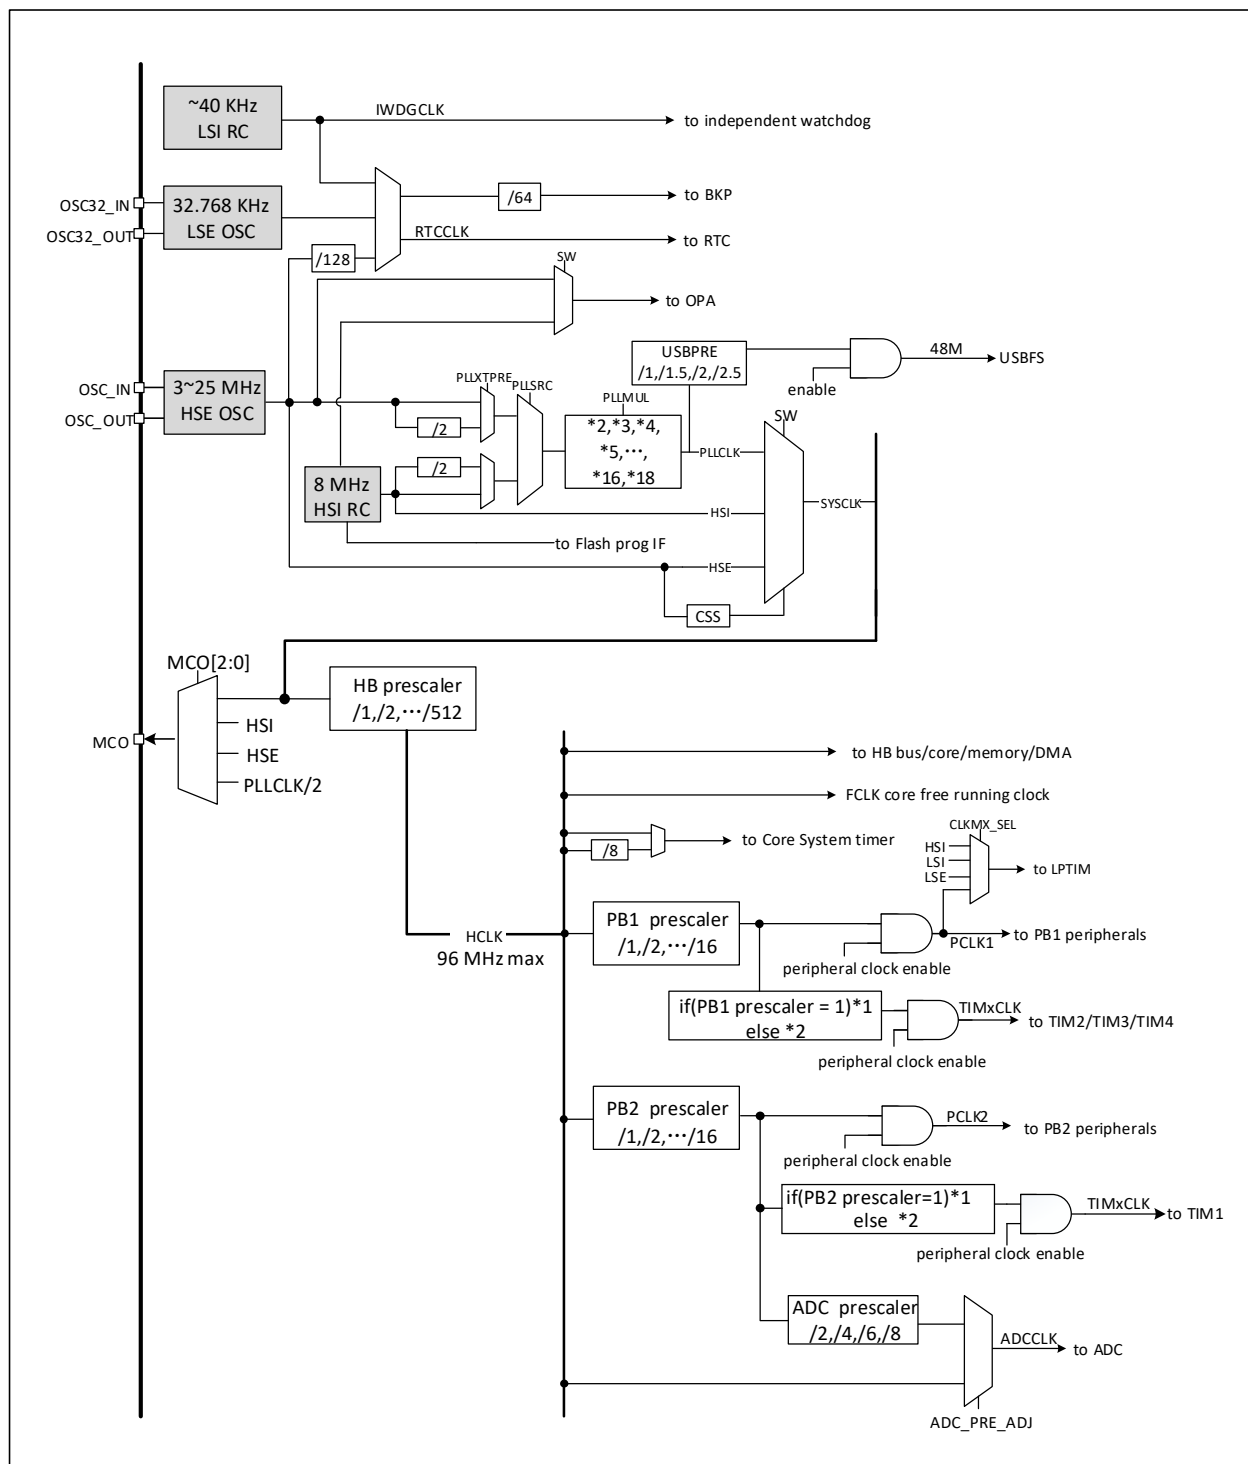 ~40 KHz
LSI RC
IWDGCLK
to independent watchdog
OSC32_IN
OSC32_OUT
32.768 KHz
LSE OSC
/64
to BKP
RTCCLK
to RTC
/128
SW
to OPA
OSC_IN
OSC_OUT
3~25 MHz
HSE OSC
PLLXTPRE
PLLSRC
/2
/2
8 MHz
HSI RC
PLLMUL
*2,*3,*4,
*5,⋯,
*16,*18
USBPRE
/1,/1.5,/2,/2.5
enable
48M
USBFS
PLLCLK
SW
HSI
SYSCLK
to Flash prog IF
HSE
CSS
MCO[2:0]
HSI
HSE
PLLCLK/2
MCO
HB prescaler
/1,/2,⋯/512
to HB bus/core/memory/DMA
FCLK core free running clock
/8
to Core System timer
CLKMX_SEL
HSI
LSI
LSE
to LPTIM
HCLK
96 MHz max
PB1 prescaler
/1,/2,⋯/16
peripheral clock enable
PCLK1
to PB1 peripherals
if(PB1 prescaler = 1)*1
else *2
peripheral clock enable
TIMxCLK
to TIM2/TIM3/TIM4
PB2 prescaler
/1,/2,⋯/16
peripheral clock enable
PCLK2
to PB2 peripherals
if(PB2 prescaler=1)*1
else *2
peripheral clock enable
TIMxCLK
to TIM1
ADC prescaler
/2,/4,/6,/8
ADCCLK
to ADC
ADC_PRE_ADJ